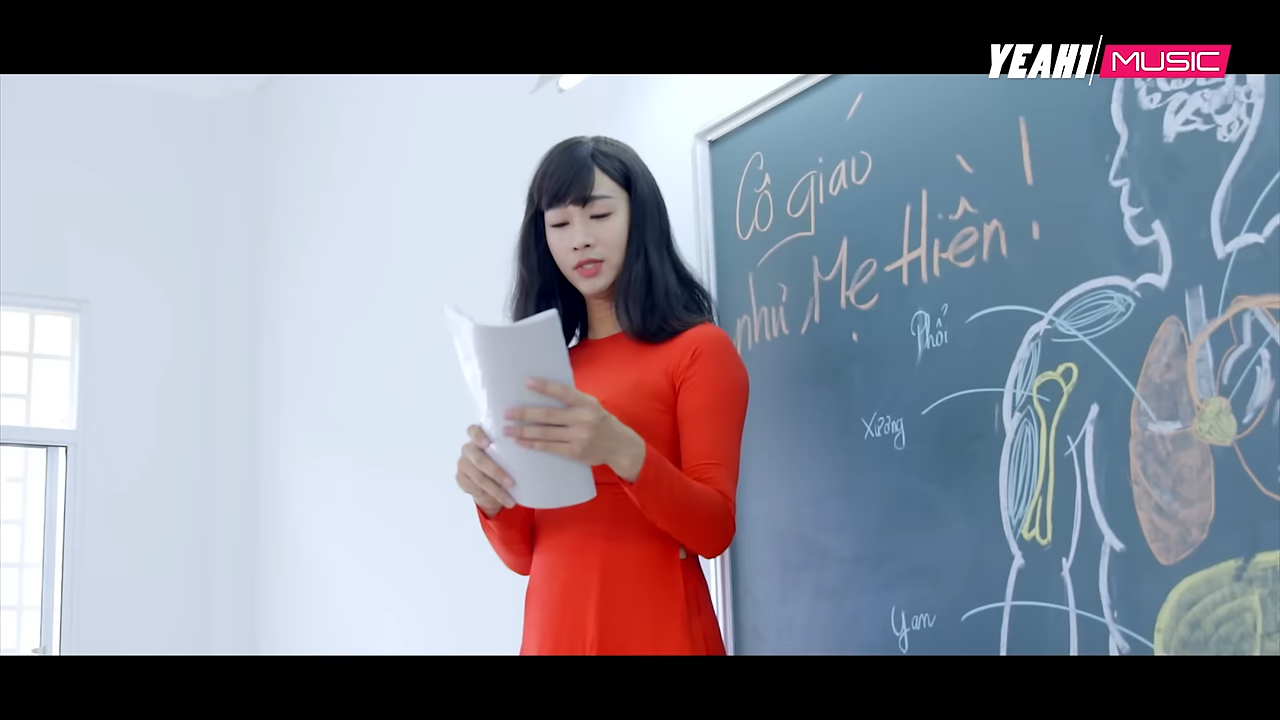 YEAH1 MUSIC
Cô giáo
như Mẹ Hiền !
Phổi
Xương
Gan